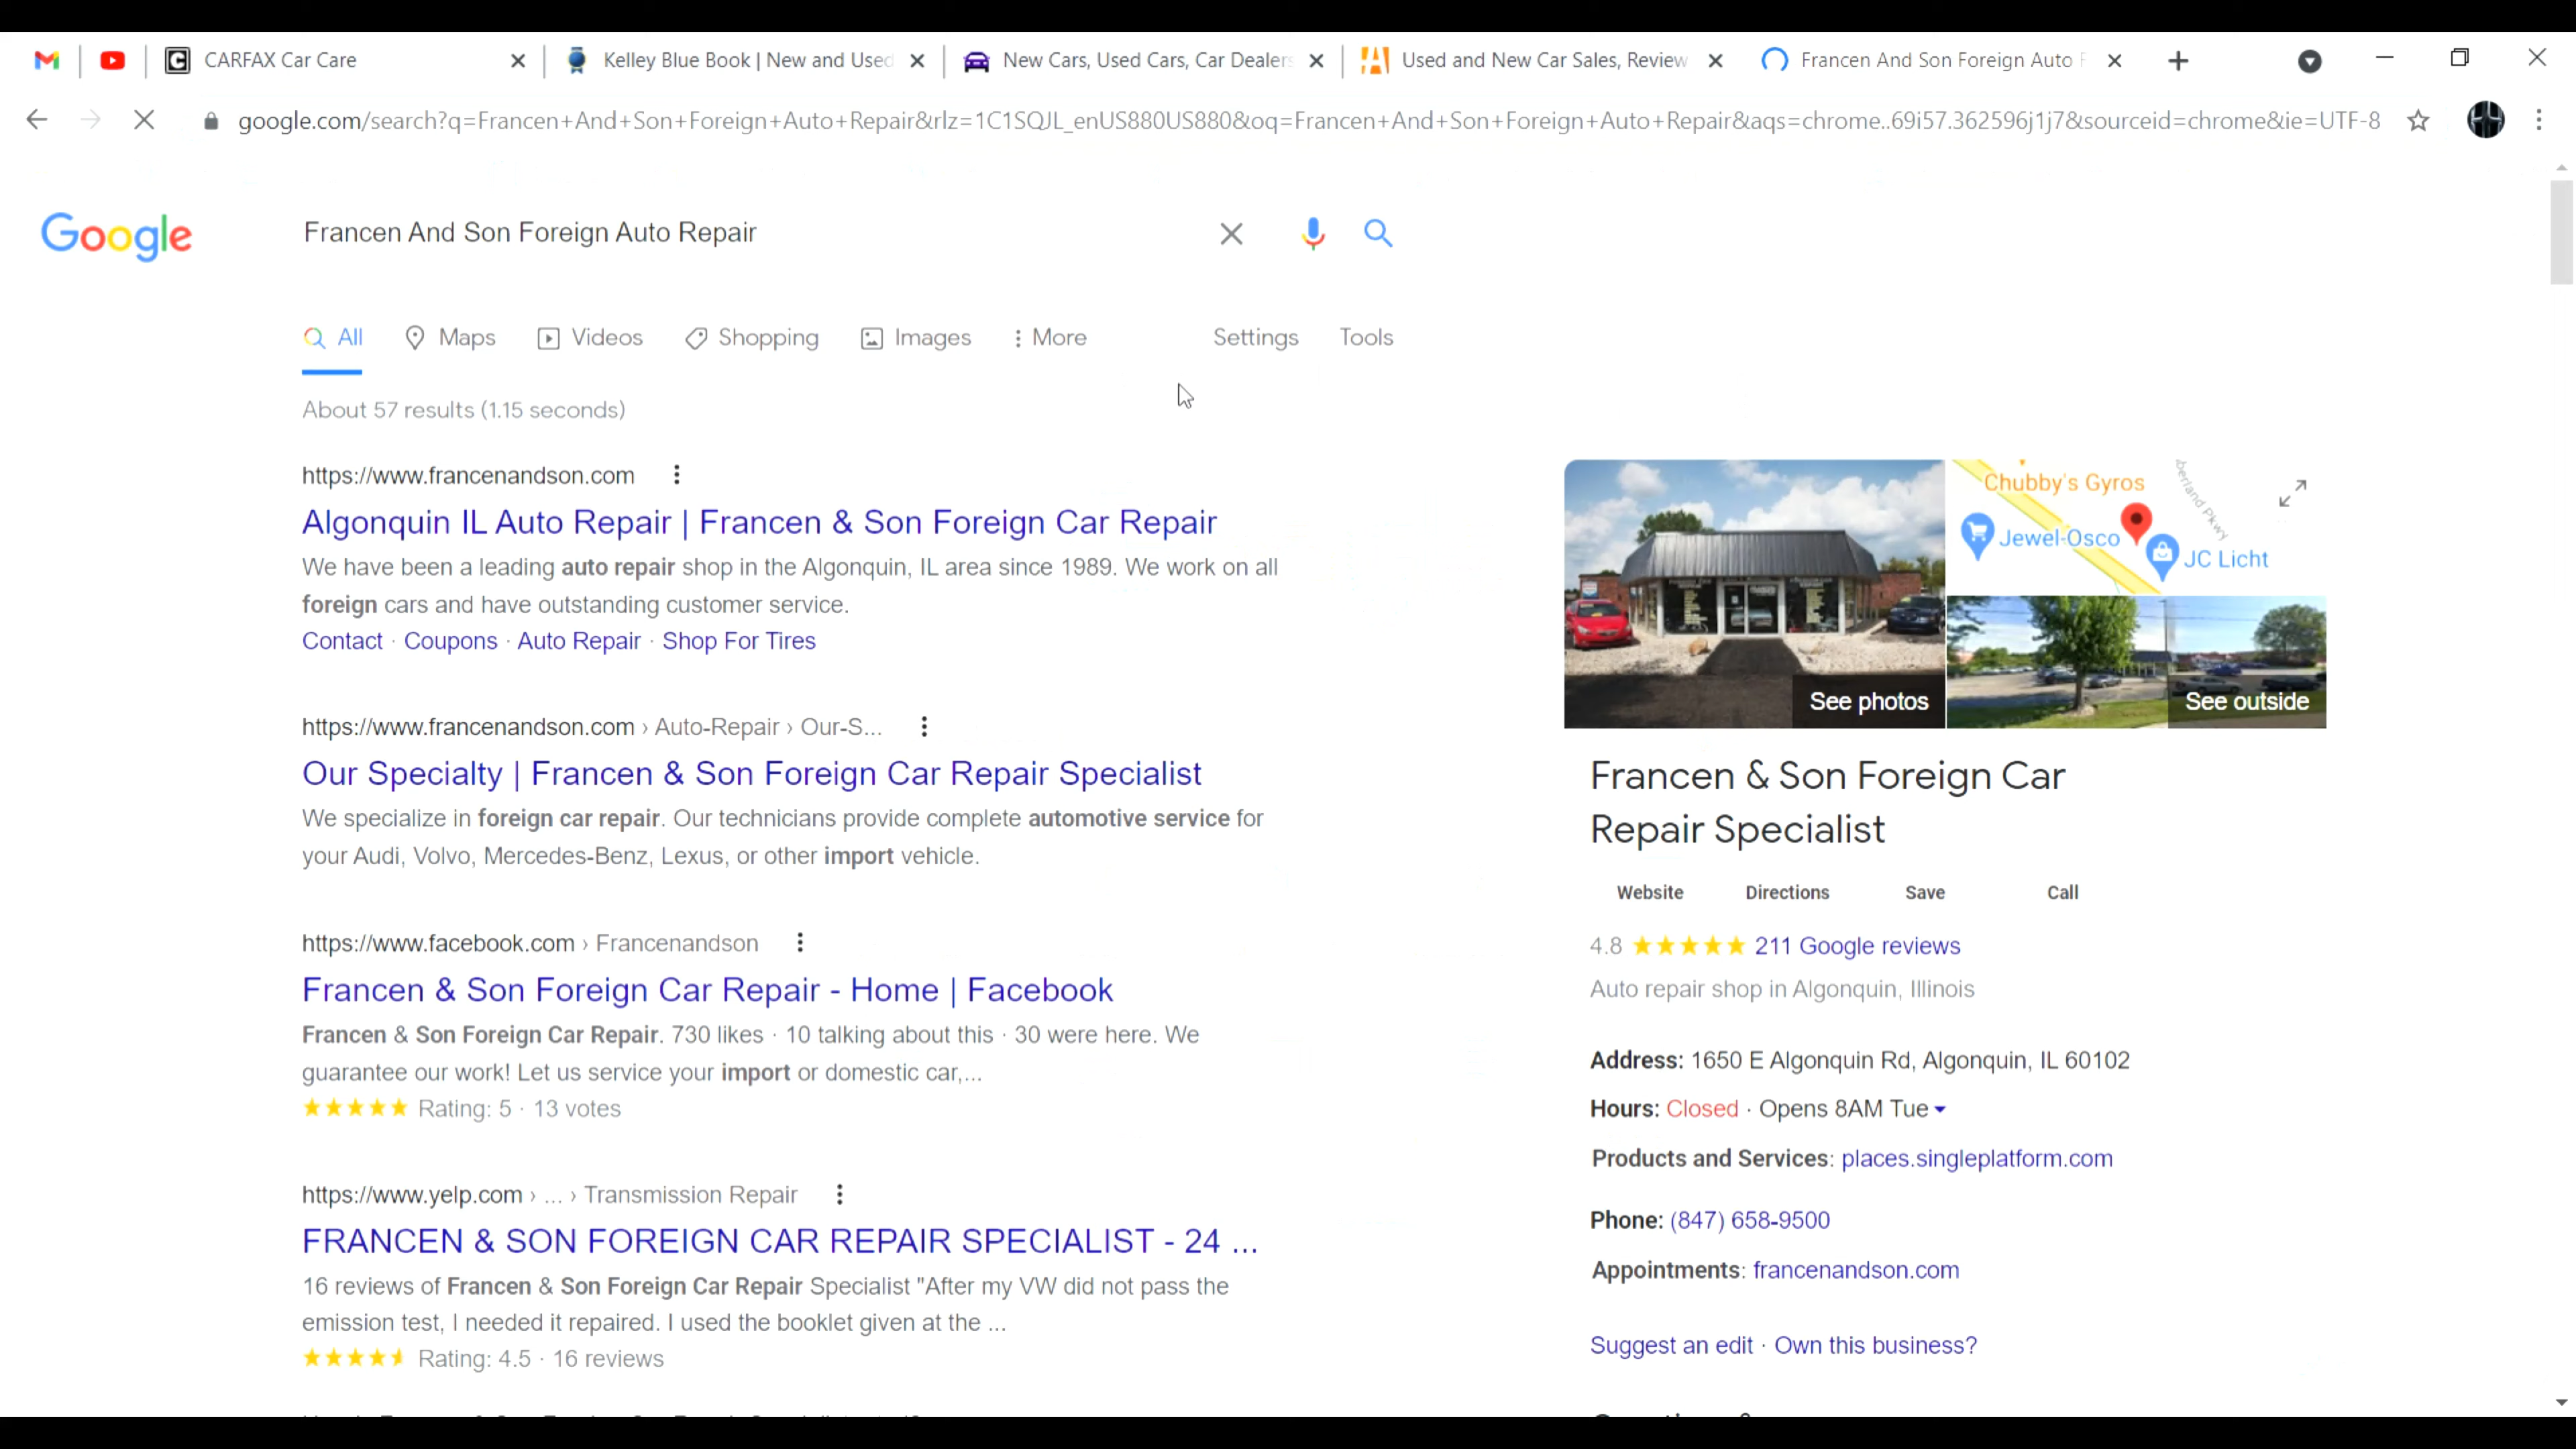 CARFAX Car Care
Kelley Blue Book | New and Used
New Cars, Used Cars, Car Dealers
Used and New Car Sales, Review
Francen And Son Foreign Auto
google.com/search?q=Francen+And+Son+Foreign+Auto+Repair&rlz=1C1SQJL_enUS880US880&oq=Francen+And+Son+Foreign+Auto+Repair&aqs=chrome..69i57.362596j1j7&sourceid=chrome&ie=UTF-8
Google
Francen And Son Foreign Auto Repair
All
Maps
Videos
Shopping
Images
More
Settings
Tools
About 57 results (1.15 seconds)
https://www.francenandson.com
Algonquin IL Auto Repair | Francen & Son Foreign Car Repair
We have been a leading auto repair shop in the Algonquin, IL area since 1989. We work on all
foreign cars and have outstanding customer service.
Contact · Coupons · Auto Repair · Shop For Tires
https://www.francenandson.com › Auto-Repair › Our-S...
Our Specialty | Francen & Son Foreign Car Repair Specialist
We specialize in foreign car repair. Our technicians provide complete automotive service for
your Audi, Volvo, Mercedes-Benz, Lexus, or other import vehicle.
https://www.facebook.com › Francenandson
Francen & Son Foreign Car Repair - Home | Facebook
Francen & Son Foreign Car Repair. 730 likes · 10 talking about this · 30 were here. We
guarantee our work! Let us service your import or domestic car,...
Rating: 5 · 13 votes
https://www.yelp.com › ... › Transmission Repair
FRANCEN & SON FOREIGN CAR REPAIR SPECIALIST - 24 ...
16 reviews of Francen & Son Foreign Car Repair Specialist "After my VW did not pass the
emission test, I needed it repaired. I used the booklet given at the ...
Rating: 4.5 · 16 reviews
Chubby's Gyros
Jewel-Osco
JC Licht
erland Pkwy
See photos
See outside
Francen & Son Foreign Car
Repair Specialist
Website
Directions
Save
Call
4.8
211 Google reviews
Auto repair shop in Algonquin, Illinois
Address: 1650 E Algonquin Rd, Algonquin, IL 60102
Hours: Closed · Opens 8AM Tue
Products and Services: places.singleplatform.com
Phone: (847) 658-9500
Appointments: francenandson.com
Suggest an edit · Own this business?